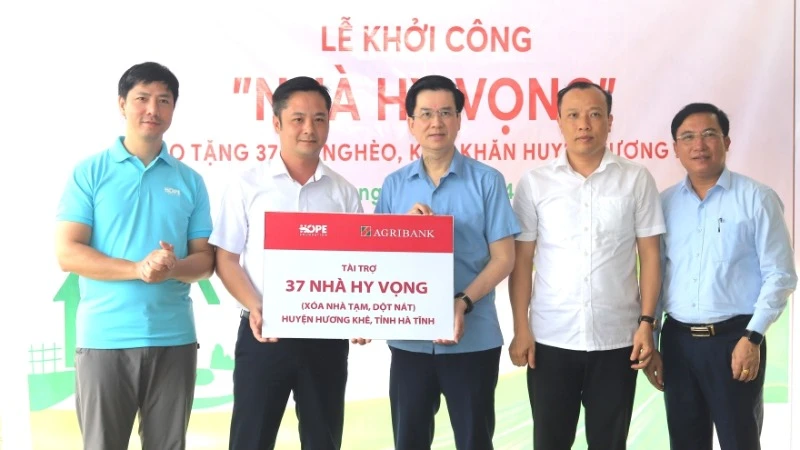 LỄ KHỞI CÔNG
"NHÀ HY VỌNG"
TẶNG 37 NGHÈO, KHĂN HUYỆN
HOPE
HOPE AGRIBANK
TÀI TRỢ
37 NHÀ HY VỌNG
(XÓA NHÀ TẠM, DỘT NÁT)
HUYỆN HƯƠNG KHÊ, TỈNH HÀ TĨNH